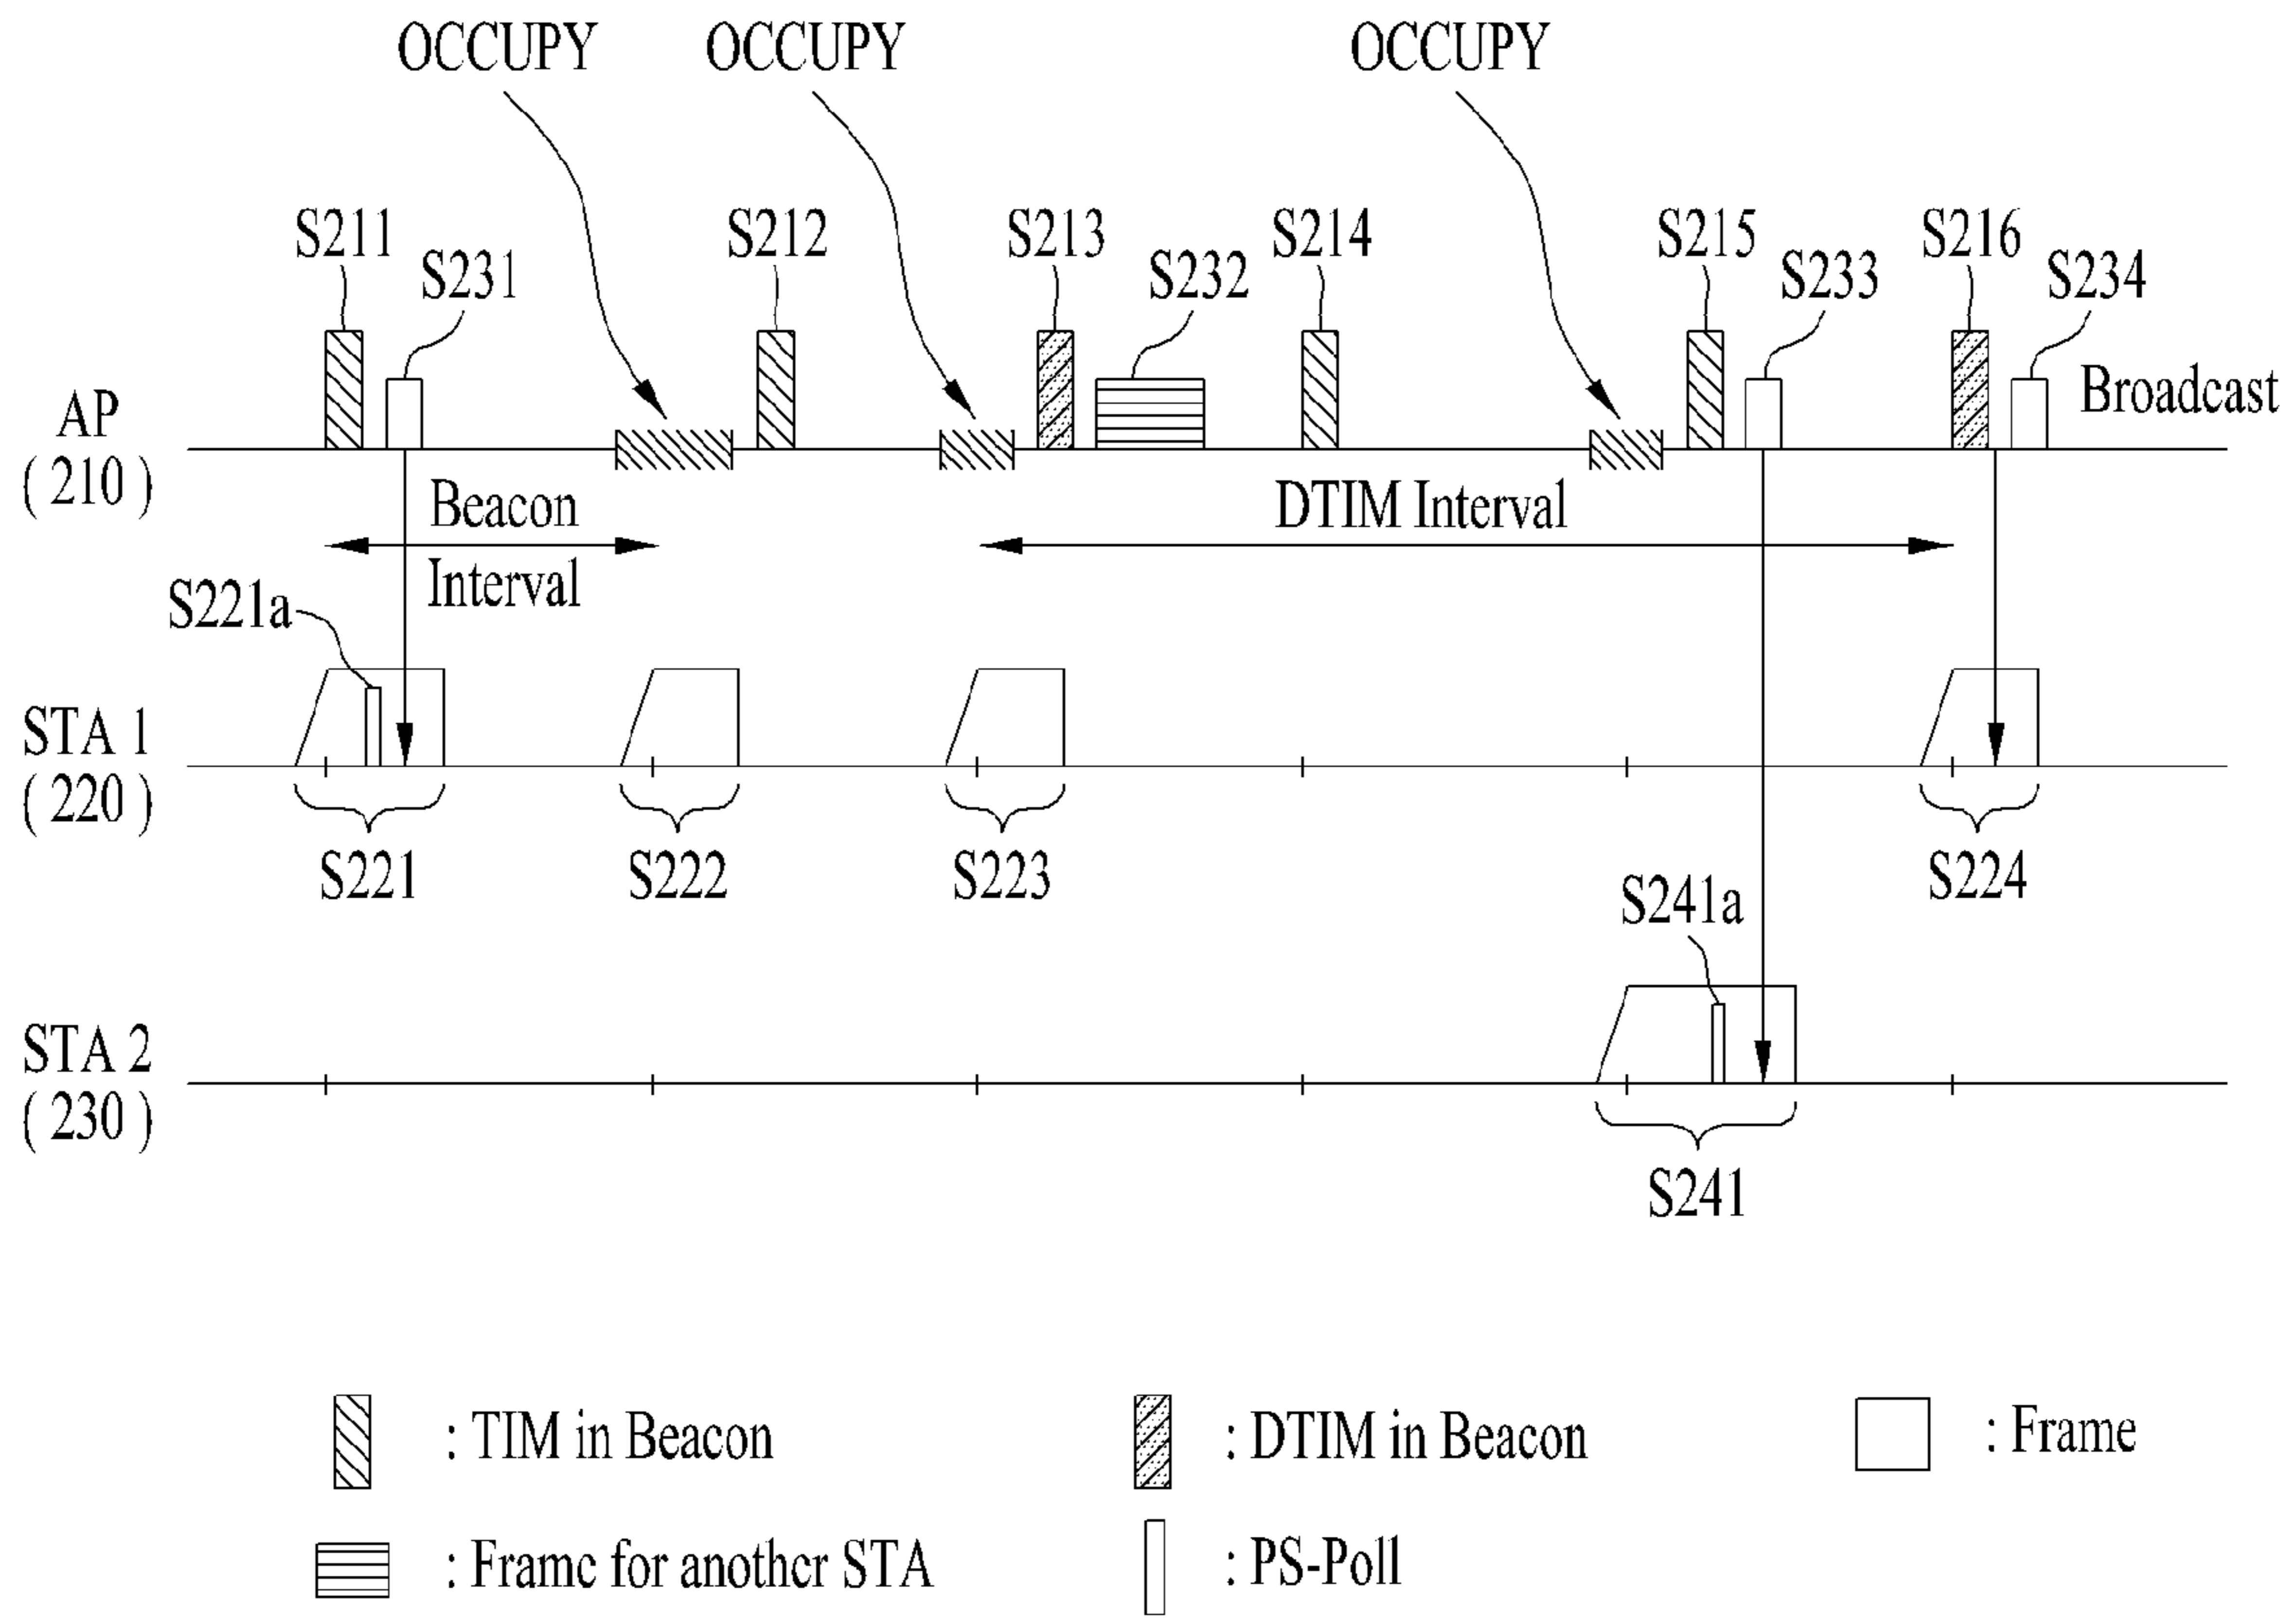 OCCUPY OCCUPY OCCUPY
S211 S212 S213 S214 S215 S216
S231 S232 S233 S234
AP
( 210 )
Broadcast
Beacon
Interval
DTIM Interval
S221a
STA 1
( 220 )
S221 S222 S223 S224
S241a
STA 2
( 230 )
S241
: TIM in Beacon : DTIM in Beacon : Frame
: Frame for another STA : PS-Poll